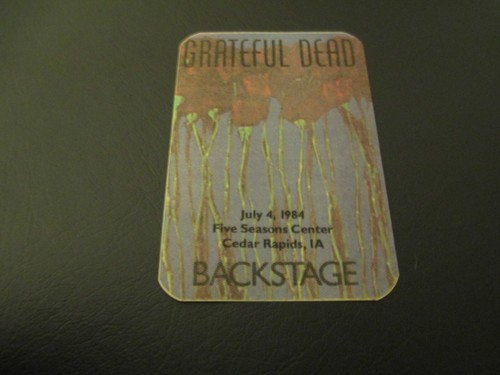 GRATEFUL DEAD
July 4, 1984
Five Seasons Center
Cedar Rapids, IA
BACKSTAGE